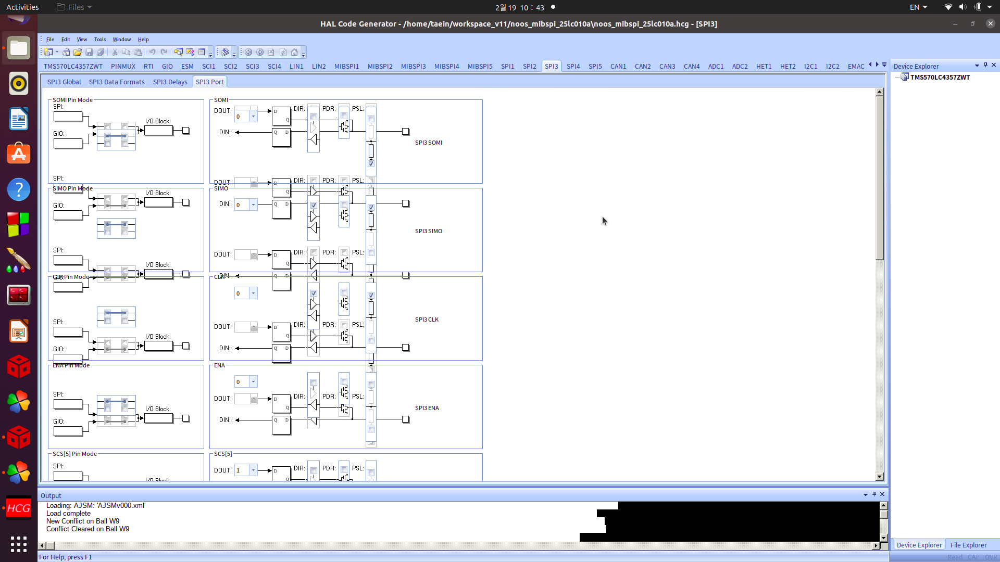 Activities Files 2월 19 10 : 43 EN
HAL Code Generator - /home/taein/workspace_v11/noos_mibspi_25lc010a\noos_mibspi_25lc010a.hcg - [SPI3]
File Edit View Tools Window Help
TMS570LC4357ZWT PINMUX RTI GIO ESM SCI1 SCI2 SCI3 SCI4 LIN1 LIN2 MIBSPI1 MIBSPI2 MIBSPI3 MIBSPI4 MIBSPI5 SPI1 SPI2 SPI3 SPI4 SPI5 CAN1 CAN2 CAN3 CAN4 ADC1 ADC2 HET1 HET2 I2C1 I2C2 EMAC
Device Explorer
TMS570LC4357ZWT
SPI3 Global SPI3 Data Formats SPI3 Delays SPI3 Port
SOMI Pin Mode SOMI
SPI: DOUT: 0 D Q DIR: PDR: PSL:
I/O Block:
GIO: DIN: Q D
SPI3 SOMI
SPI: DOUT: D Q DIR: PDR: PSL:
SIMO Pin Mode SIMO
I/O Block:
GIO: DIN: 0 Q D
SPI3 SIMO
SPI: DOUT: D Q DIR: PDR: PSL:
I/O Block:
GIO: DIN: Q D
CLK Pin Mode CLK
0
SPI3 CLK
SPI: DOUT: D Q DIR: PDR: PSL:
I/O Block:
GIO: DIN: Q D
ENA Pin Mode ENA
0
SPI: DOUT: D Q DIR: PDR: PSL:
I/O Block:
SPI3 ENA
GIO: DIN: Q D
SCS[5] Pin Mode SCS[5]
SPI: DOUT: 1 D Q DIR: PDR: PSL:
I/O Block:
Output
Loading: AJSM: 'AJSMv000.xml'
Load complete
New Conflict on Ball W9
Conflict Cleared on Ball W9
HCG
Device Explorer File Explorer
For Help, press F1
Read CAP OVR